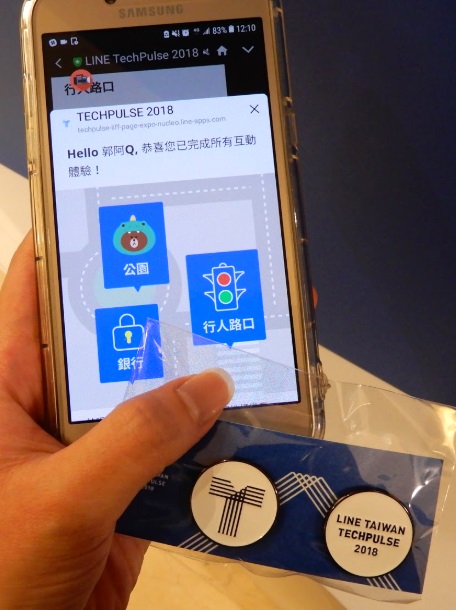 SAMSUNG
83% 12:10
LINE TechPulse 2018
行人路口
TECHPULSE 2018
techpulse-liff-page-expo-nucleo.line-apps.com
Hello 郭阿Q, 恭喜您已完成所有互動
體驗！
公園
行人路口
銀行
LINE TAIWAN
TECHPULSE
2018